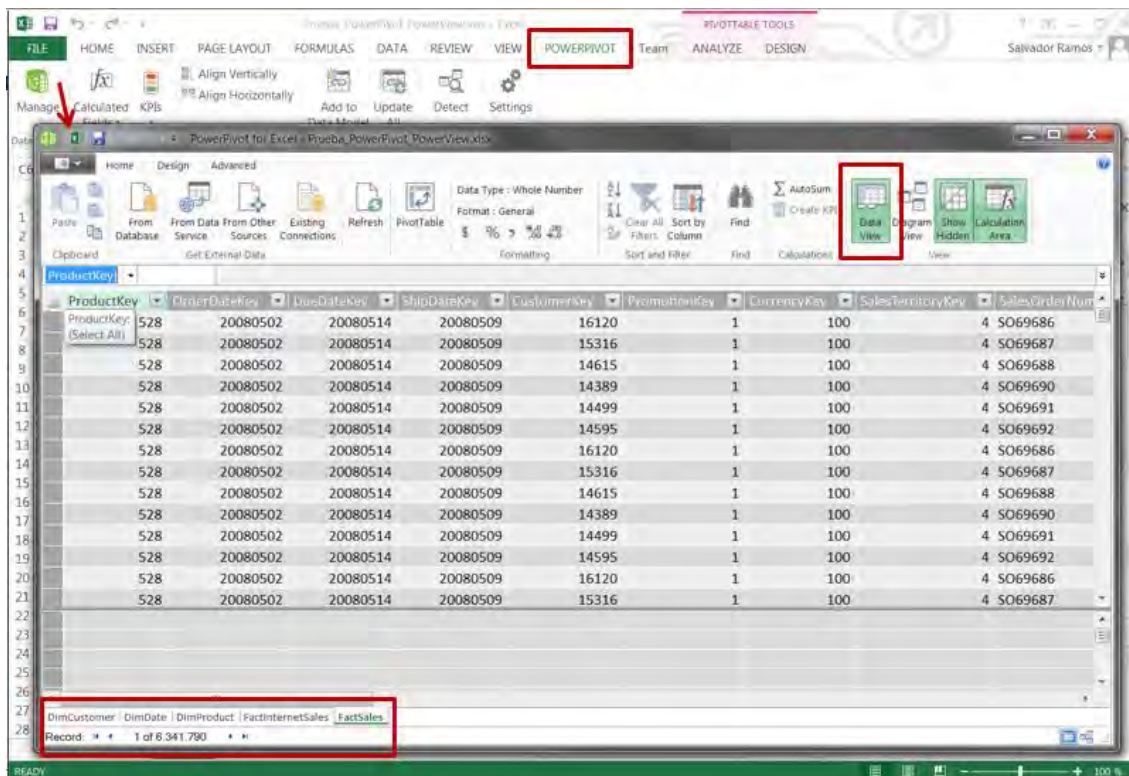 Prueba_PowerPivot_PowerView.xlsx - Excel
PIVOTTABLE TOOLS
FILE HOME INSERT PAGE LAYOUT FORMULAS DATA REVIEW VIEW POWERPIVOT Team ANALYZE DESIGN Salvador Ramos
Align Vertically
Align Horizontally
Manage Calculated Fields KPIs Add to Data Model Update All Detect Settings
PowerPivot for Excel - Prueba_PowerPivot_PowerView.xlsx
Home Design Advanced
Paste
From Database
From Data Service
From Other Sources
Existing Connections
Refresh
PivotTable
Data Type : Whole Number
Format : General
$ % ,
Clear All Filters
Sort by Column
Find
AutoSum
Create KPI
Data View
Diagram View
Show Hidden
Calculation Area
Clipboard Get External Data Formatting Sort and Filter Find Calculations View
ProductKey
ProductKey OrderDateKey DueDateKey ShipDateKey CustomerKey PromotionKey CurrencyKey SalesTerritoryKey SalesOrderNum
ProductKey:
(Select All)
528 20080502 20080514 20080509 16120 1 100 4 SO69686
528 20080502 20080514 20080509 15316 1 100 4 SO69687
528 20080502 20080514 20080509 14615 1 100 4 SO69688
528 20080502 20080514 20080509 14389 1 100 4 SO69690
528 20080502 20080514 20080509 14499 1 100 4 SO69691
528 20080502 20080514 20080509 14595 1 100 4 SO69692
528 20080502 20080514 20080509 16120 1 100 4 SO69686
528 20080502 20080514 20080509 15316 1 100 4 SO69687
528 20080502 20080514 20080509 14615 1 100 4 SO69688
528 20080502 20080514 20080509 14389 1 100 4 SO69690
528 20080502 20080514 20080509 14499 1 100 4 SO69691
528 20080502 20080514 20080509 14595 1 100 4 SO69692
528 20080502 20080514 20080509 16120 1 100 4 SO69686
528 20080502 20080514 20080509 15316 1 100 4 SO69687
DimCustomer DimDate DimProduct FactInternetSales FactSales
Record: 1 of 6.341.790
READY 100 %